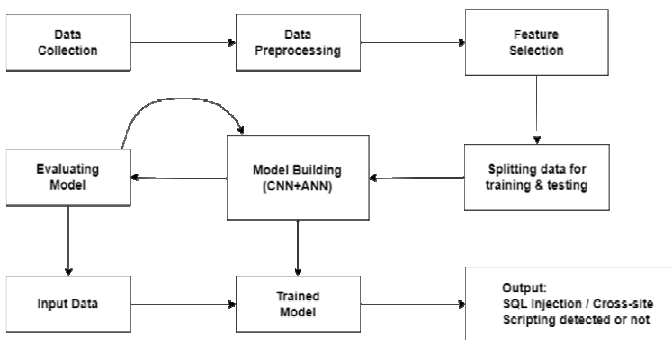 Data
Collection
Data
Preprocessing
Feature
Selection
Evaluating
Model
Model Building
(CNN+ANN)
Splitting data for
training & testing
Input Data
Trained
Model
Output:
SQL Injection / Cross-site
Scripting detected or not